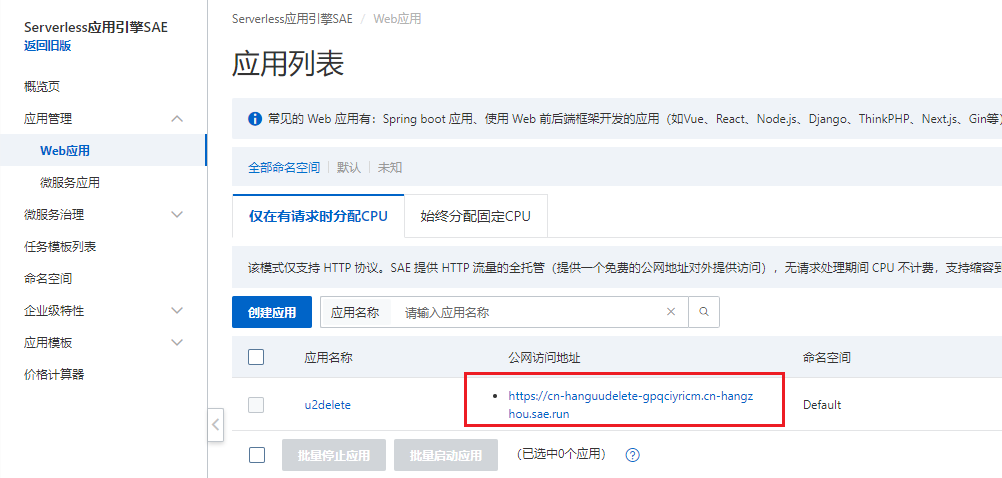 Serverless应用引擎SAE
返回旧版
概览页
应用管理
Web应用
微服务应用
微服务治理
任务模板列表
命名空间
企业级特性
应用模板
价格计算器
Serverless应用引擎SAE / Web应用
应用列表
常见的 Web 应用有：Spring boot 应用、使用 Web 前后端框架开发的应用（如Vue、React、Node.js、Django、ThinkPHP、Next.js、Gin等）
全部命名空间 默认 未知
仅在有请求时分配CPU 始终分配固定CPU
该模式仅支持 HTTP 协议。SAE 提供 HTTP 流量的全托管（提供一个免费的公网地址对外提供访问），无请求处理期间 CPU 不计费，支持缩容到
创建应用 应用名称 请输入应用名称
应用名称 公网访问地址 命名空间
u2delete https://cn-hanguudelete-gpqciyricm.cn-hangz Default
hou.sae.run
批量停止应用 批量启动应用 （已选中0个应用）